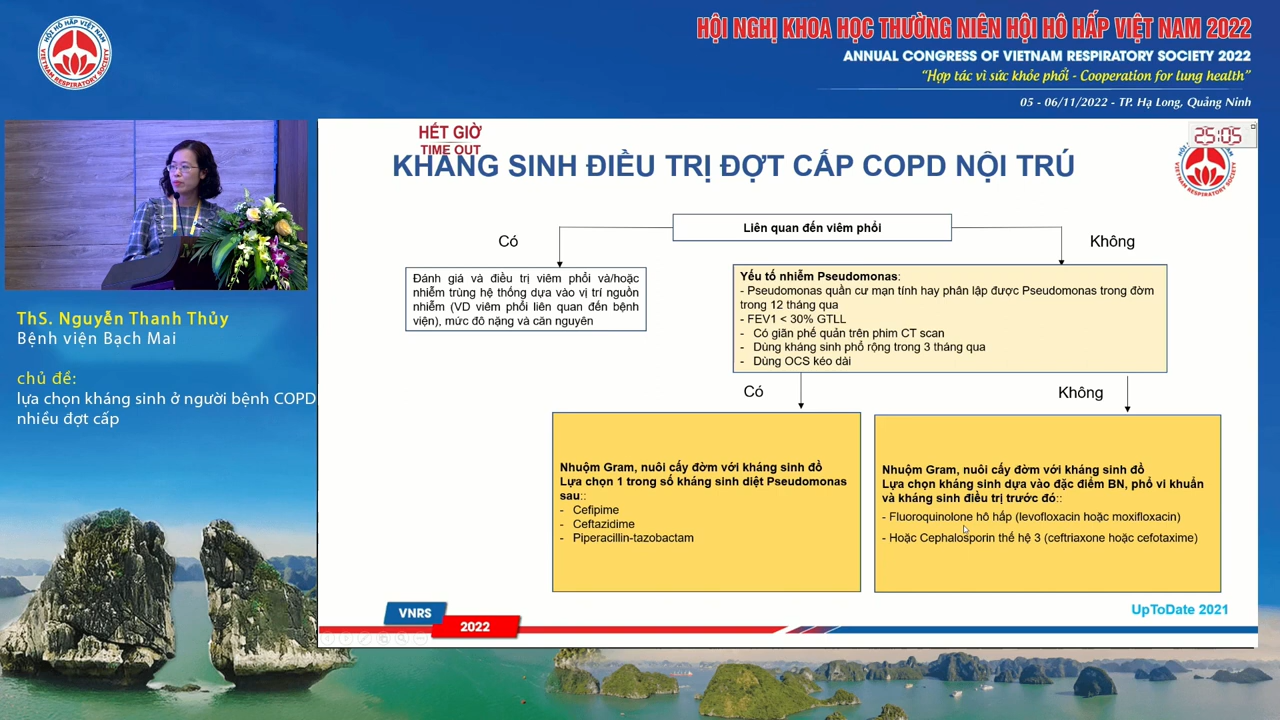 HỘI NGHỊ KHOA HỌC THƯỜNG NIÊN HỘI HÔ HẤP VIỆT NAM 2022
ANNUAL CONGRESS OF VIETNAM RESPIRATORY SOCIETY 2022
“Hợp tác vì sức khỏe phổi - Cooperation for lung health”
05 - 06/11/2022 - TP. Hạ Long, Quảng Ninh
HỘI HÔ HẤP VIỆT NAM
VIETNAM RESPIRATORY SOCIETY
ThS. Nguyễn Thanh Thủy
Bệnh viện Bạch Mai
chủ đề:
lựa chọn kháng sinh ở người bệnh COPD
nhiều đợt cấp
HẾT GIỜ
TIME OUT
25:05
KHÁNG SINH ĐIỀU TRỊ ĐỢT CẤP COPD NỘI TRÚ
Liên quan đến viêm phổi
Có
Không
Đánh giá và điều trị viêm phổi và/hoặc
nhiễm trùng hệ thống dựa vào vị trí nguồn
nhiễm (VD viêm phổi liên quan đến bệnh
viện), mức đô nặng và căn nguyên
Yếu tố nhiễm Pseudomonas:
- Pseudomonas quần cư mạn tính hay phân lập được Pseudomonas trong đờm
trong 12 tháng qua
- FEV1 < 30% GTLL
- Có giãn phế quản trên phim CT scan
- Dùng kháng sinh phổ rộng trong 3 tháng qua
- Dùng OCS kéo dài
Có
Không
Nhuộm Gram, nuôi cấy đờm với kháng sinh đồ
Lựa chọn 1 trong số kháng sinh diệt Pseudomonas
sau::
- Cefipime
- Ceftazidime
- Piperacillin-tazobactam
Nhuộm Gram, nuôi cấy đờm với kháng sinh đồ
Lựa chọn kháng sinh dựa vào đặc điểm BN, phổ vi khuẩn
và kháng sinh điều trị trước đó::
- Fluoroquinolone hô hấp (levofloxacin hoặc moxifloxacin)
- Hoặc Cephalosporin thế hệ 3 (ceftriaxone hoặc cefotaxime)
UpToDate 2021
VNRS
2022